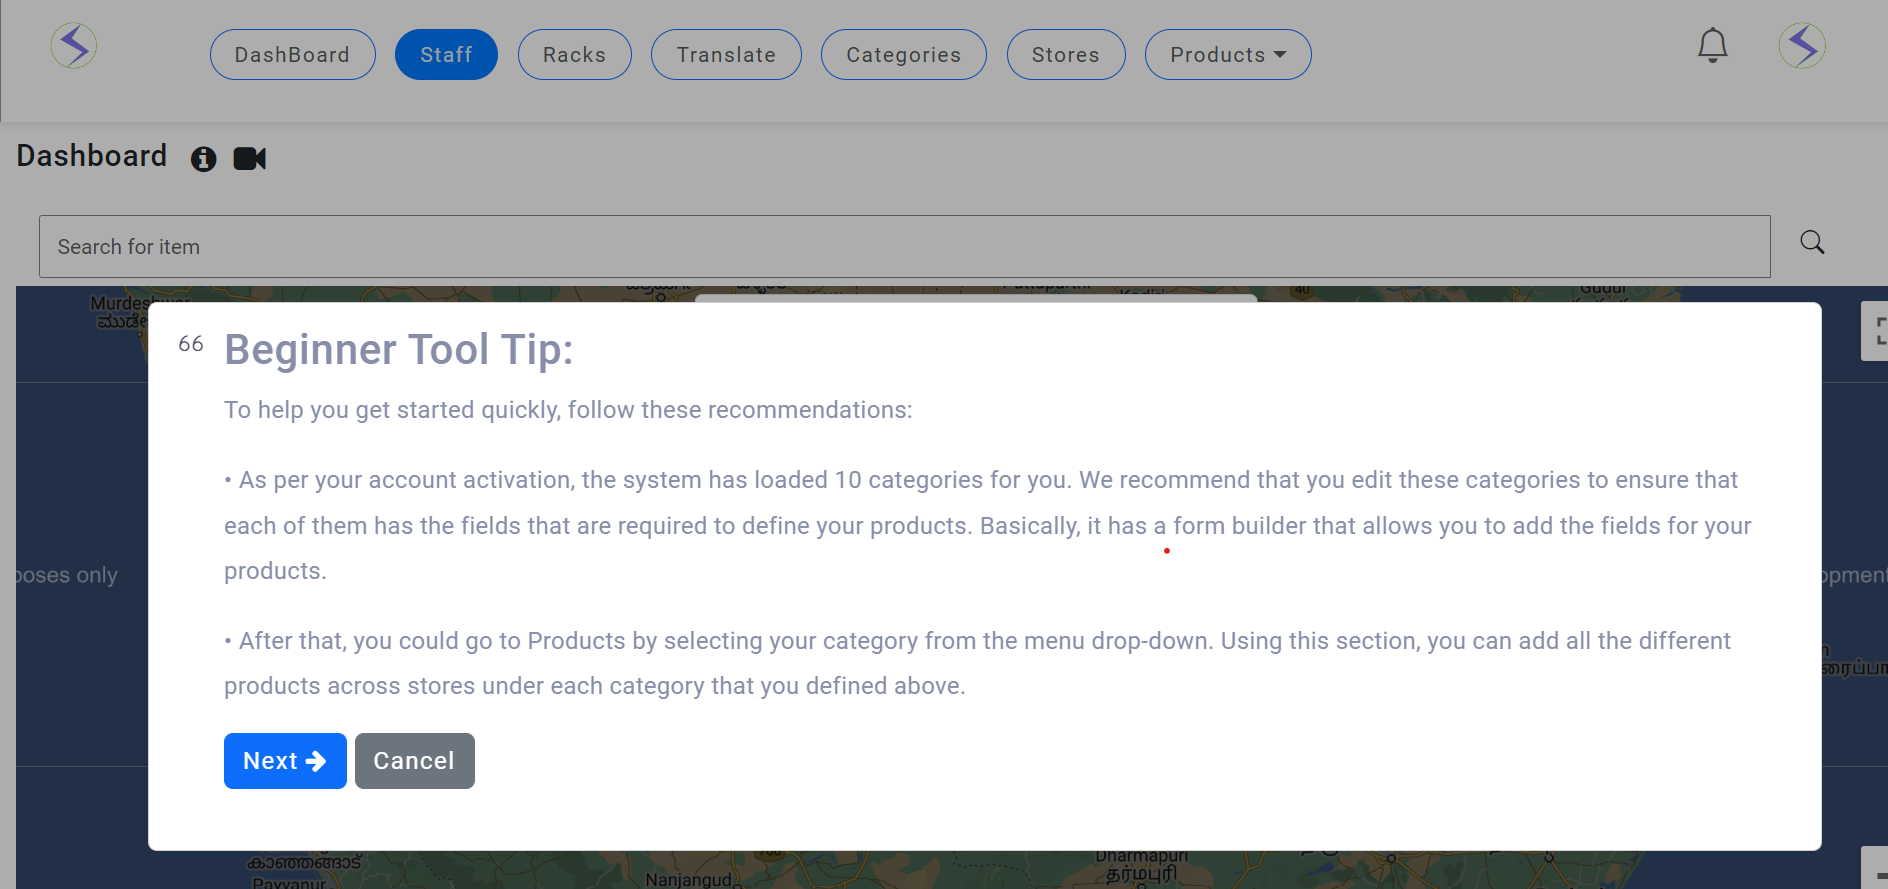 DashBoard
Staff
Racks
Translate
Categories
Stores
Products
Dashboard
Search for item
Gudur
Murdeshwar
40
66
Beginner Tool Tip:
To help you get started quickly, follow these recommendations:
• As per your account activation, the system has loaded 10 categories for you. We recommend that you edit these categories to ensure that
each of them has the fields that are required to define your products. Basically, it has a form builder that allows you to add the fields for your
products.
poses only
• After that, you could go to Products by selecting your category from the menu drop-down. Using this section, you can add all the different
products across stores under each category that you defined above.
Next
Cancel
കാഞ്ഞങ്ങാട്
Payyanur
Nanjangud
Dharmapuri
தர்மபுரி